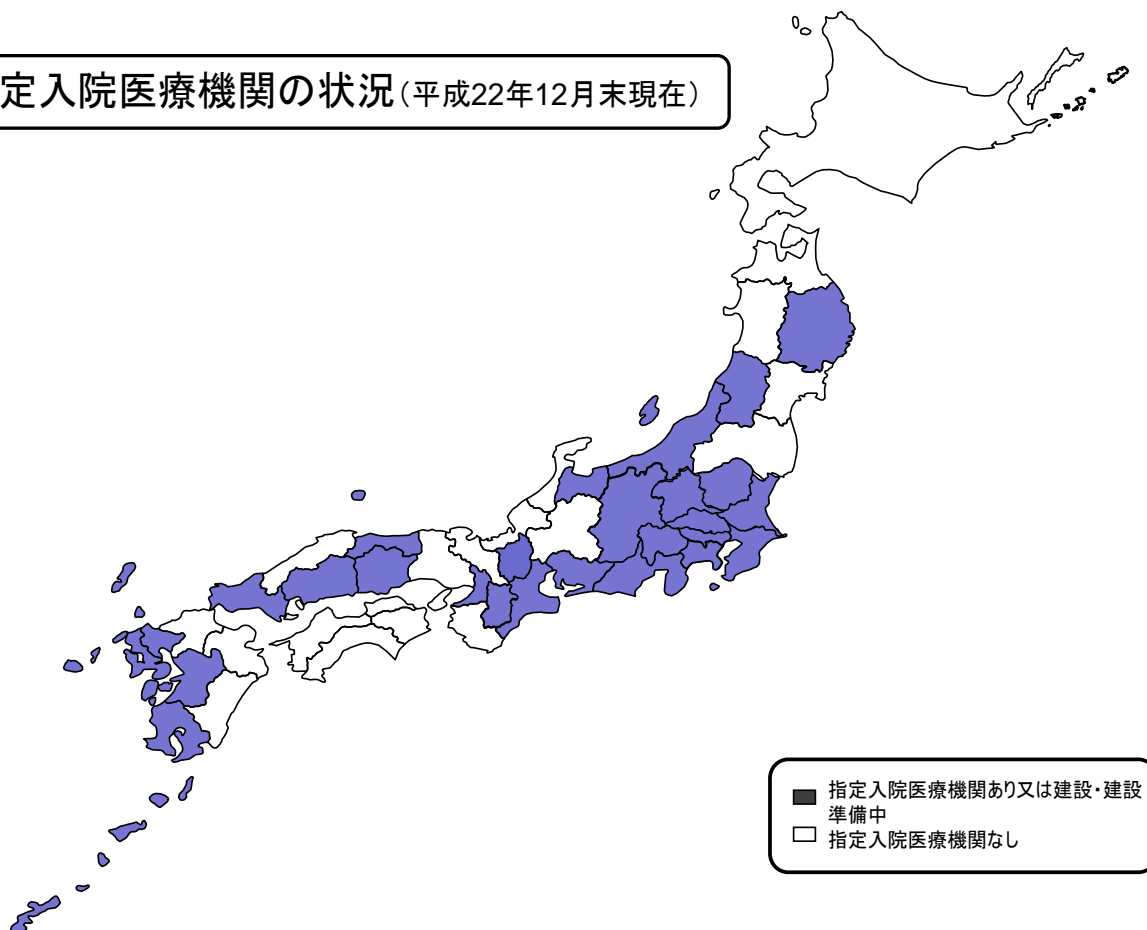 定入院医療機関の状況(平成22年12月末現在)
指定入院医療機関あり又は建設・建設
準備中
指定入院医療機関なし